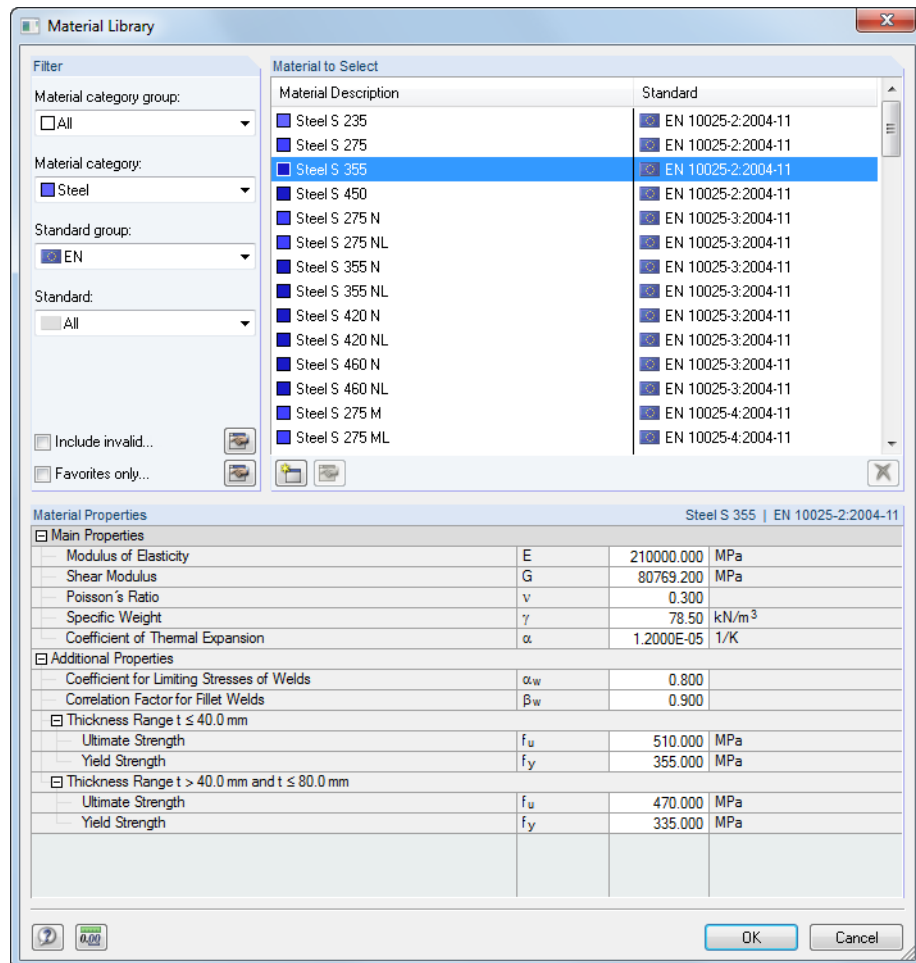 Material Library
Filter
Material category group:
All
Material category:
Steel
Standard group:
EN
Standard:
All
Include invalid...
Favorites only...
Material to Select
Material Description Standard
Steel S 235 EN 10025-2:2004-11
Steel S 275 EN 10025-2:2004-11
Steel S 355 EN 10025-2:2004-11
Steel S 450 EN 10025-2:2004-11
Steel S 275 N EN 10025-3:2004-11
Steel S 275 NL EN 10025-3:2004-11
Steel S 355 N EN 10025-3:2004-11
Steel S 355 NL EN 10025-3:2004-11
Steel S 420 N EN 10025-3:2004-11
Steel S 420 NL EN 10025-3:2004-11
Steel S 460 N EN 10025-3:2004-11
Steel S 460 NL EN 10025-3:2004-11
Steel S 275 M EN 10025-4:2004-11
Steel S 275 ML EN 10025-4:2004-11
Material Properties Steel S 355 | EN 10025-2:2004-11
Main Properties
Modulus of Elasticity E 210000.000 MPa
Shear Modulus G 80769.200 MPa
Poisson´s Ratio ν 0.300
Specific Weight γ 78.50 kN/m³
Coefficient of Thermal Expansion α 1.2000E-05 1/K
Additional Properties
Coefficient for Limiting Stresses of Welds αw 0.800
Correlation Factor for Fillet Welds βw 0.900
Thickness Range t ≤ 40.0 mm
Ultimate Strength fu 510.000 MPa
Yield Strength fy 355.000 MPa
Thickness Range t > 40.0 mm and t ≤ 80.0 mm
Ultimate Strength fu 470.000 MPa
Yield Strength fy 335.000 MPa
0.00 OK Cancel